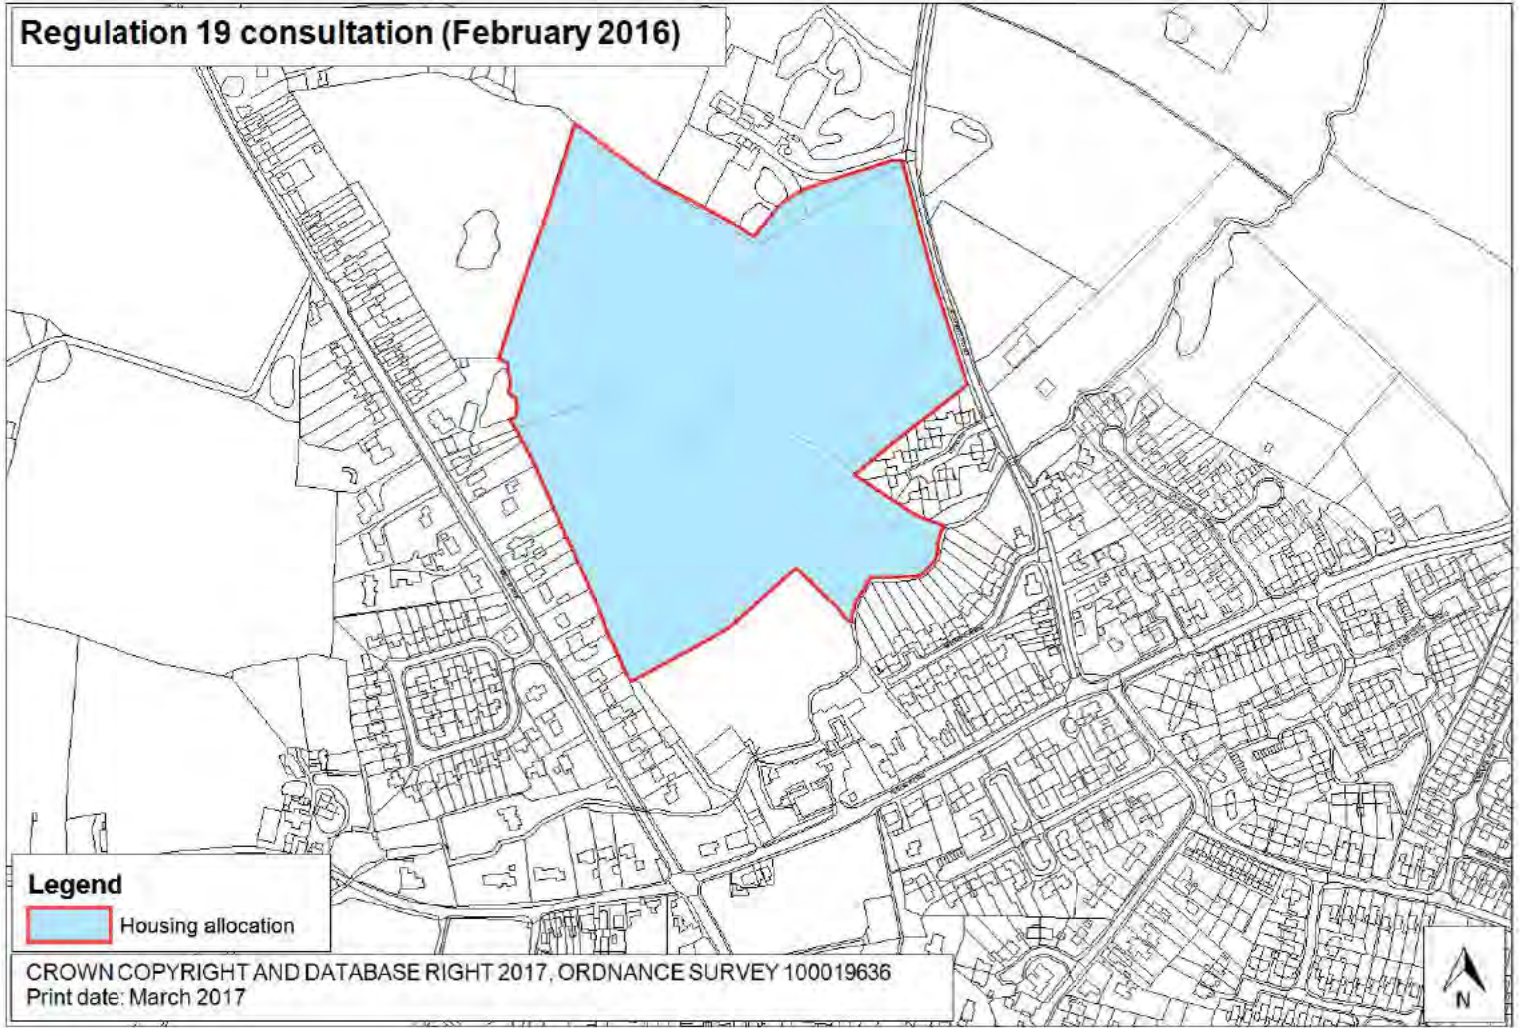 Regulation 19 consultation (February 2016)
Legend
Housing allocation
CROWN COPYRIGHT AND DATABASE RIGHT 2017, ORDNANCE SURVEY 100019636
Print date: March 2017
N